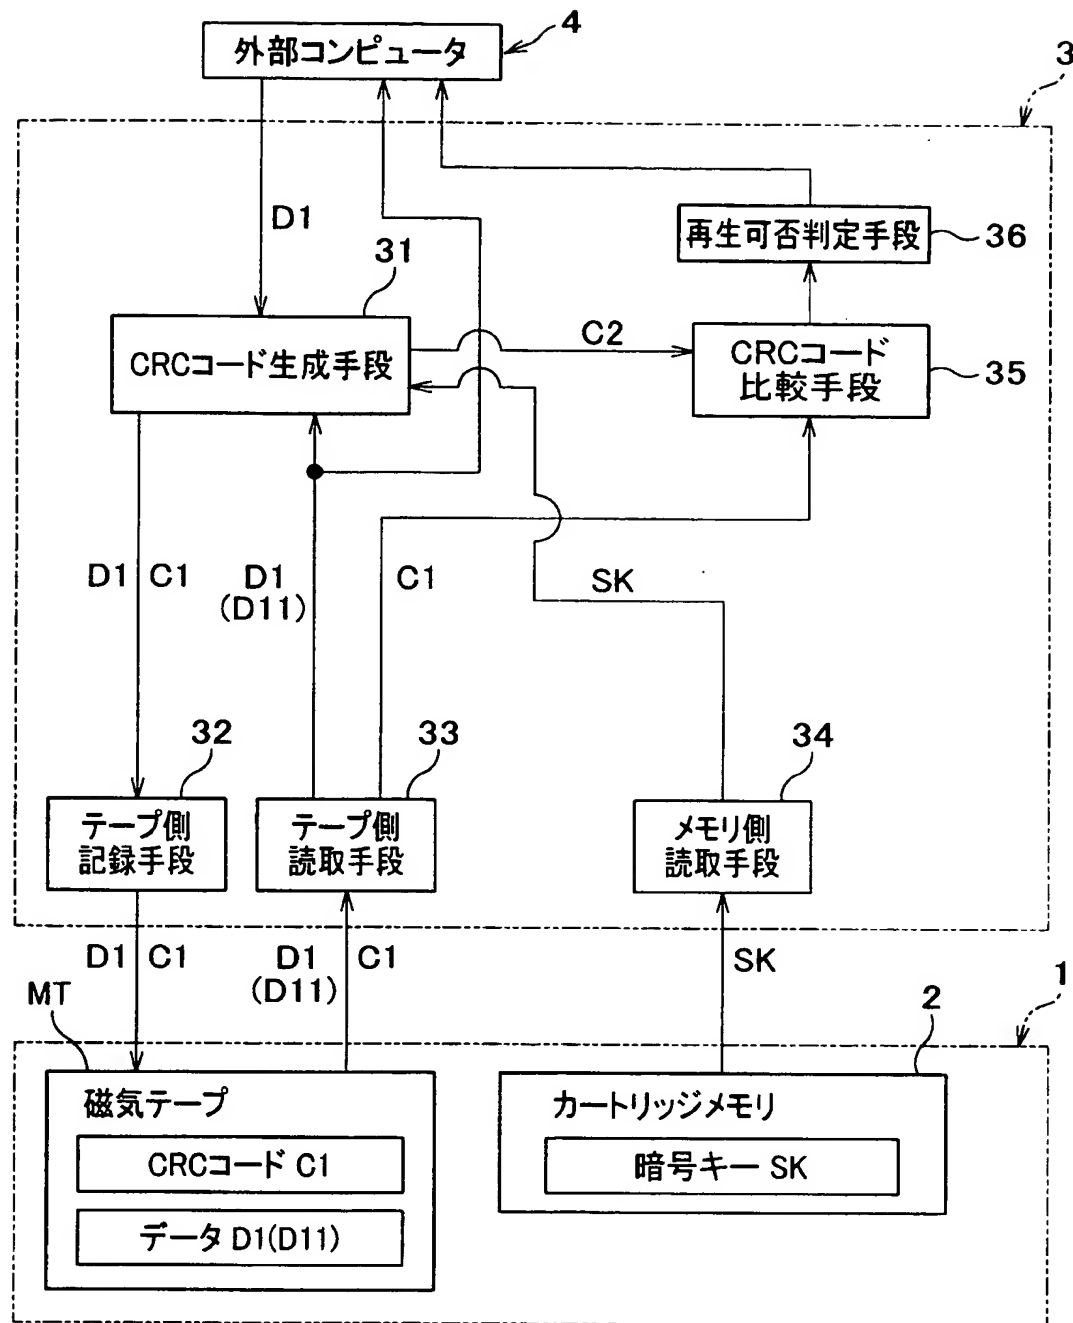 4
外部コンピュータ
3
D1
再生可否判定手段
36
31
C2
CRCコード生成手段
CRCコード
比較手段
35
D1 C1
D1
(D11)
C1
SK
32
33
34
テープ側
記録手段
テープ側
読取手段
メモリ側
読取手段
D1 C1
D1
(D11)
C1
SK
1
MT
2
磁気テープ
カートリッジメモリ
CRCコード C1
暗号キー SK
データ D1(D11)